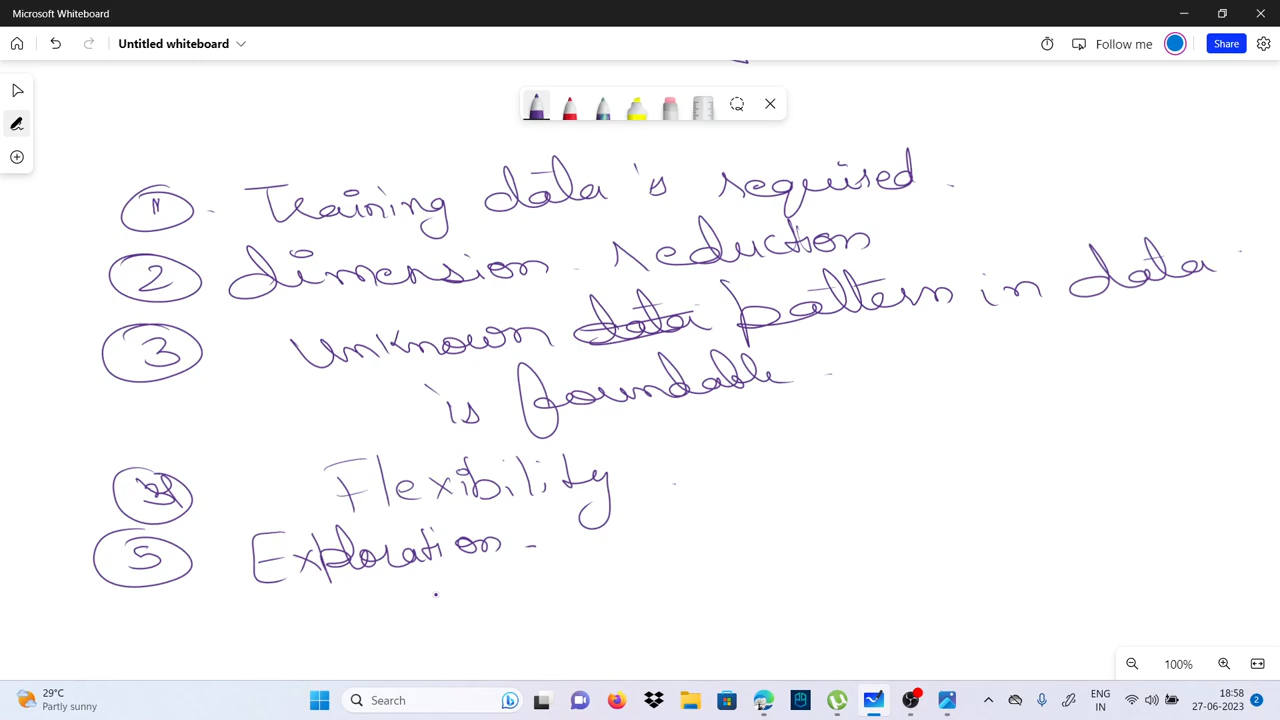 Microsoft Whiteboard
Untitled whiteboard
Follow me
Share
1. Training data is required.
2 dimension reduction
3 unknown data pattern in data
is foundable.
Flexibility.
5 Exploration -
100%
29°C
Partly sunny
Search
ENG
IN
18:58
27-06-2023
2